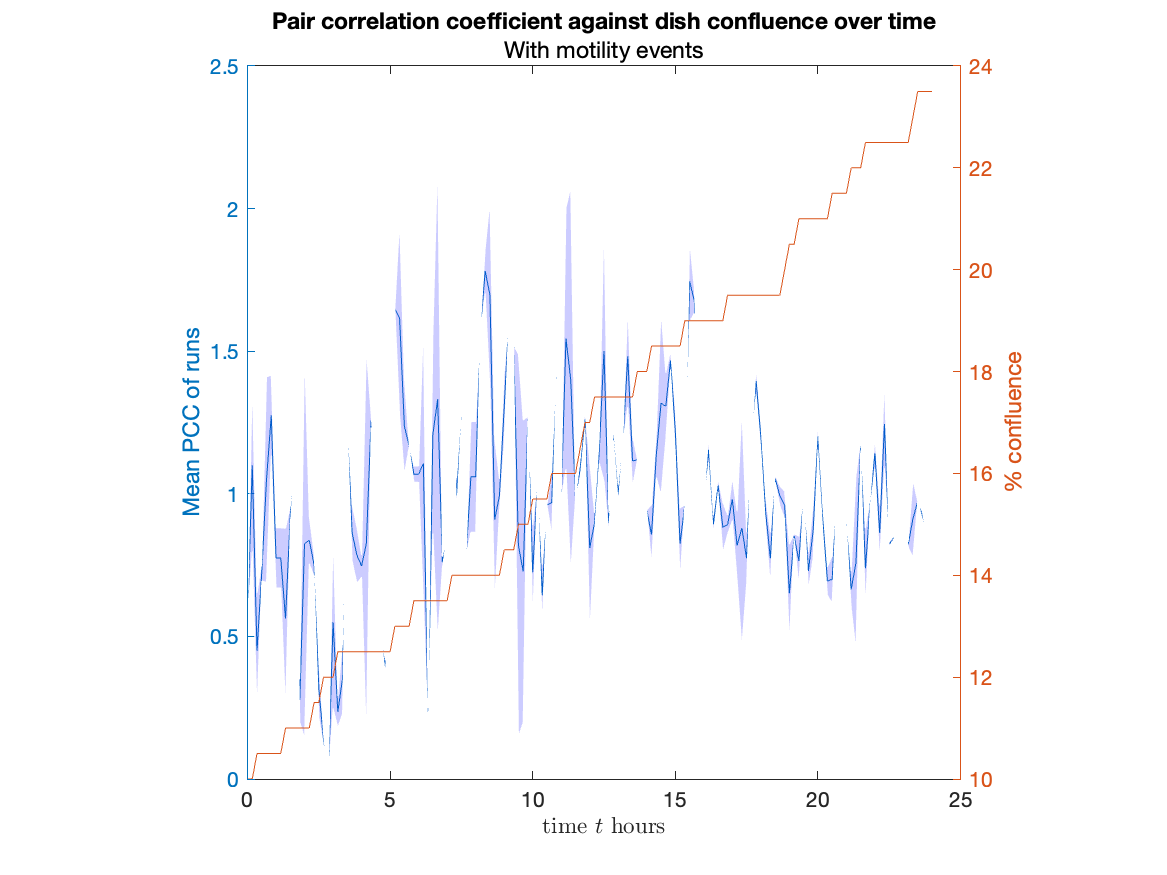 Pair correlation coefficient against dish confluence over time
With motility events
2.5
2
1.5
1
0.5
0
Mean PCC of runs
24
22
20
18
16
14
12
10
% confluence
0 5 10 15 20 25
time t hours